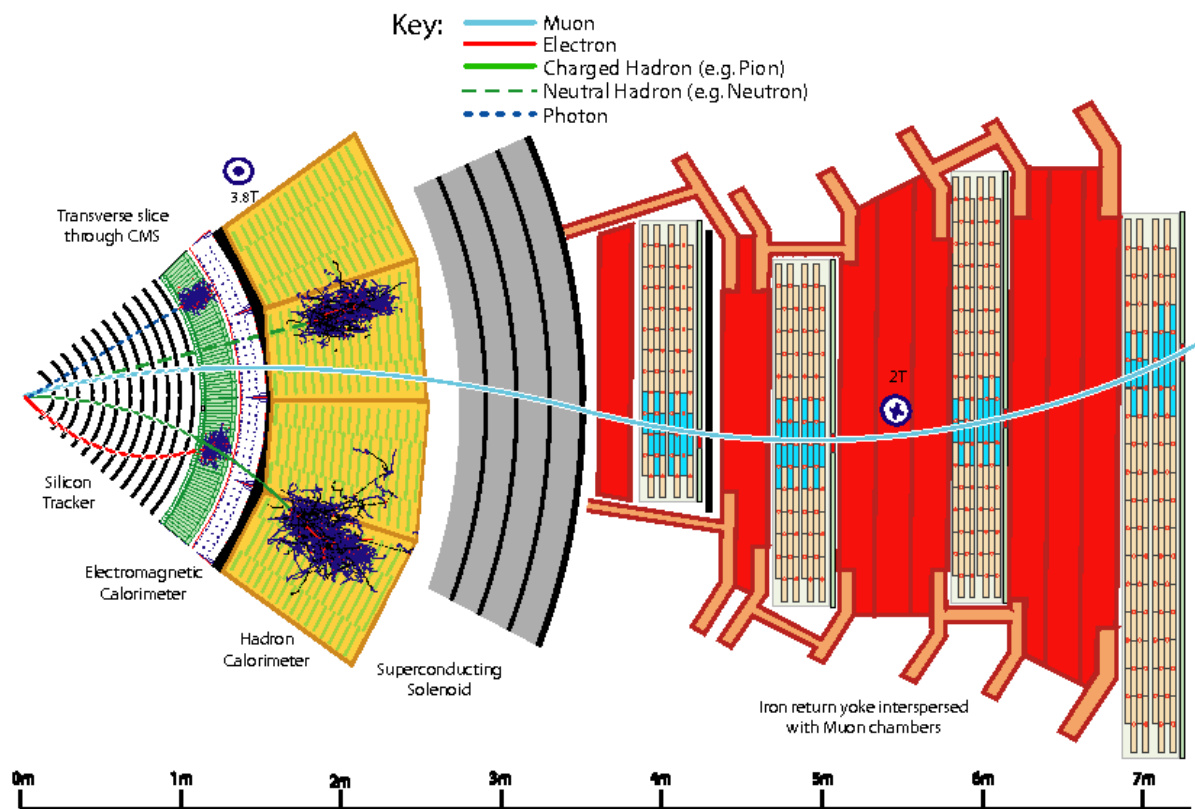 Key:
Muon
Electron
Charged Hadron (e.g. Pion)
Neutral Hadron (e.g. Neutron)
Photon
3.8T
Transverse slice
through CMS
2T
Silicon
Tracker
Electromagnetic
Calorimeter
Hadron
Calorimeter
Superconducting
Solenoid
Iron return yoke interspersed
with Muon chambers
0m 1m 2m 3m 4m 5m 6m 7m